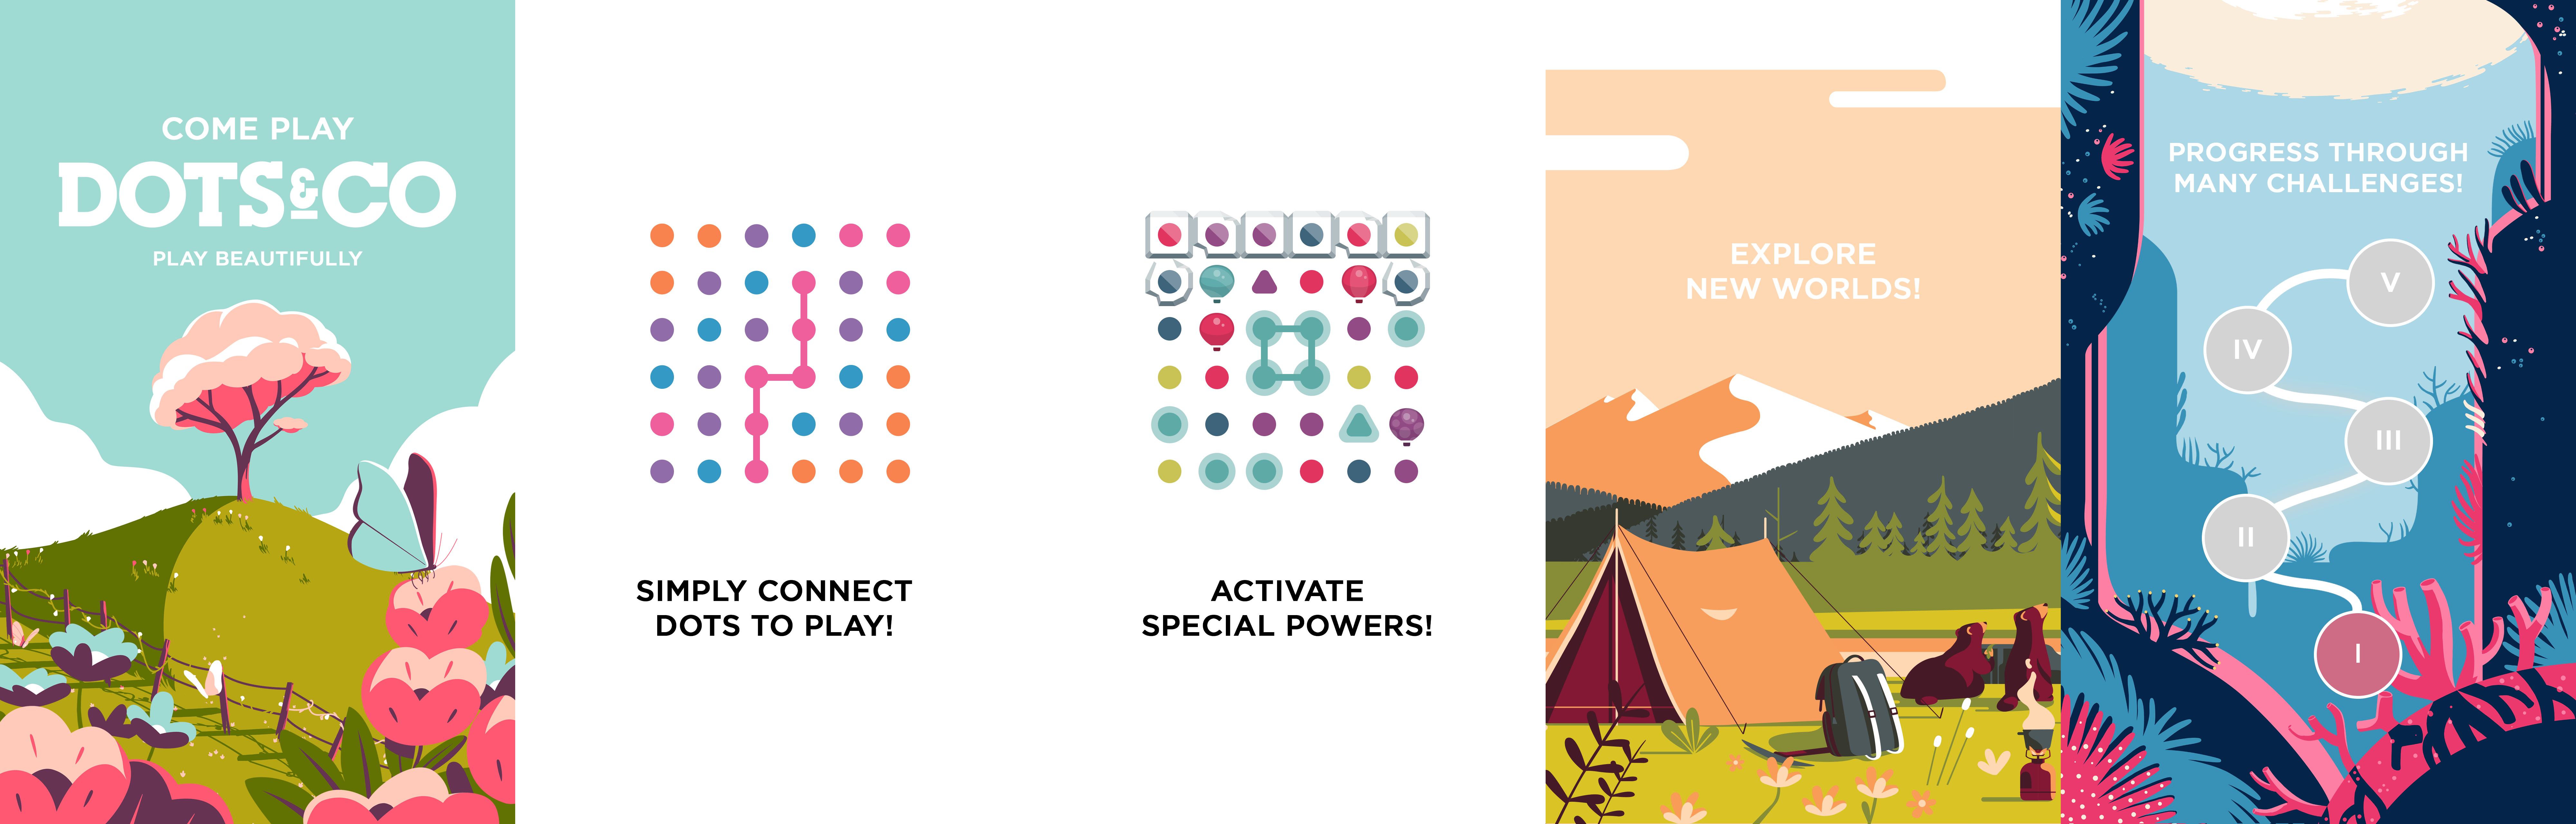 COME PLAY
DOTS&CO
PLAY BEAUTIFULLY
SIMPLY CONNECT
DOTS TO PLAY!
ACTIVATE
SPECIAL POWERS!
EXPLORE
NEW WORLDS!
PROGRESS THROUGH
MANY CHALLENGES!
V
IV
III
II
I